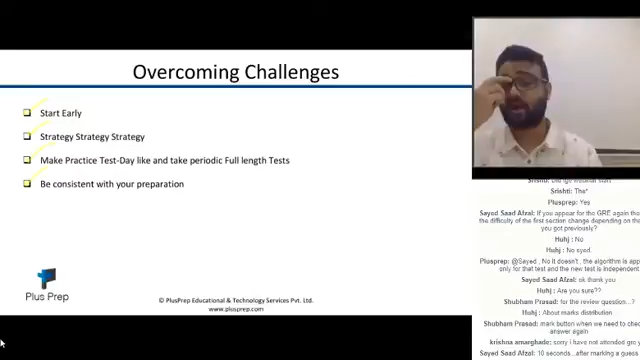 Overcoming Challenges
Start Early
Strategy Strategy Strategy
Make Practice Test-Day like and take periodic Full length Tests
Be consistent with your preparation
Plus Prep
© PlusPrep Educational & Technology Services Pvt. Ltd.
www.plusprep.com
Srishti: The*
Plusprep: Yes
Sayed Saad Afzal: If you appear for the GRE again the
the difficulty of the first section change depending on the
you got previously?
Huhj : No
Huhj : No syed.
Plusprep: @Sayed , No it doesn't , the algorithm is app
only for that test and the new test is independent
Sayed Saad Afzal: ok thank you
Huhj : Are you sure??
Shubham Prasad: for the review question...?
Huhj : About marks distribution
Shubham Prasad: mark button when we need to chec
answer again
krishna amarghade: sorry i have not attended gre y
Sayed Saad Afzal: 10 seconds...after marking a guess